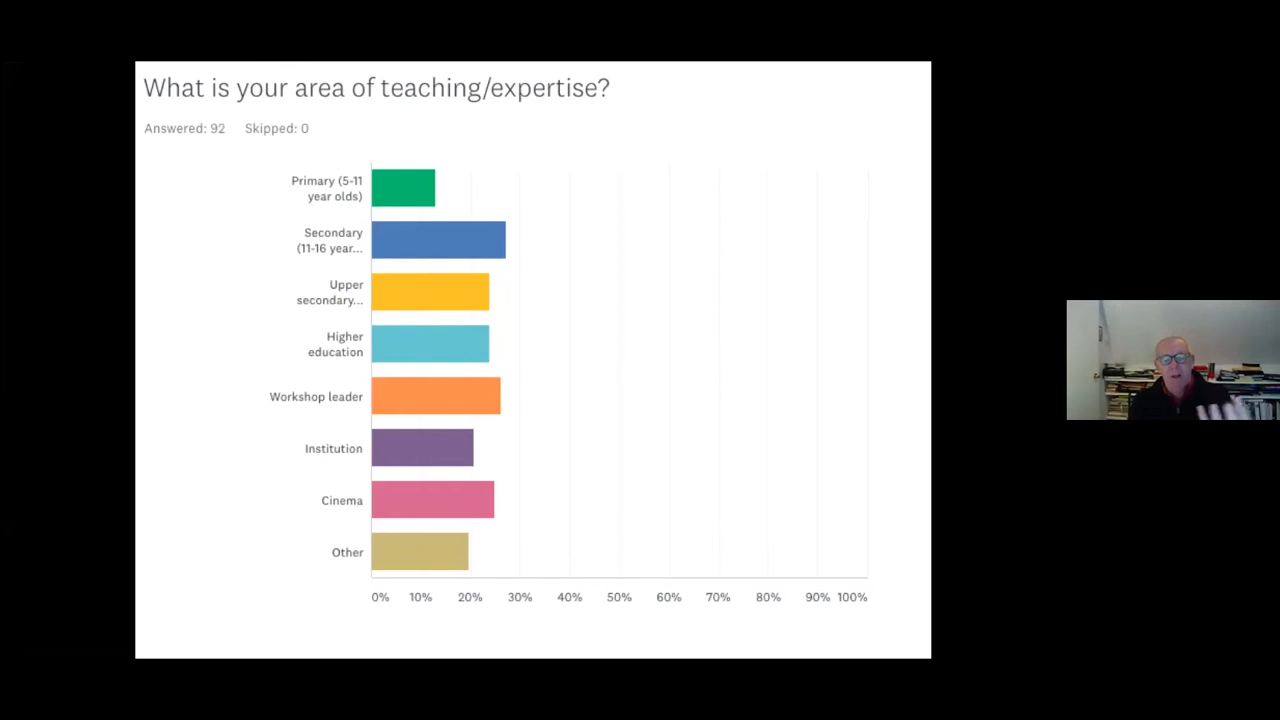 What is your area of teaching/expertise?
Answered: 92 Skipped: 0
Primary (5-11
year olds)
Secondary
(11-16 year...
Upper
secondary...
Higher
education
Workshop leader
Institution
Cinema
Other
0% 10% 20% 30% 40% 50% 60% 70% 80% 90% 100%